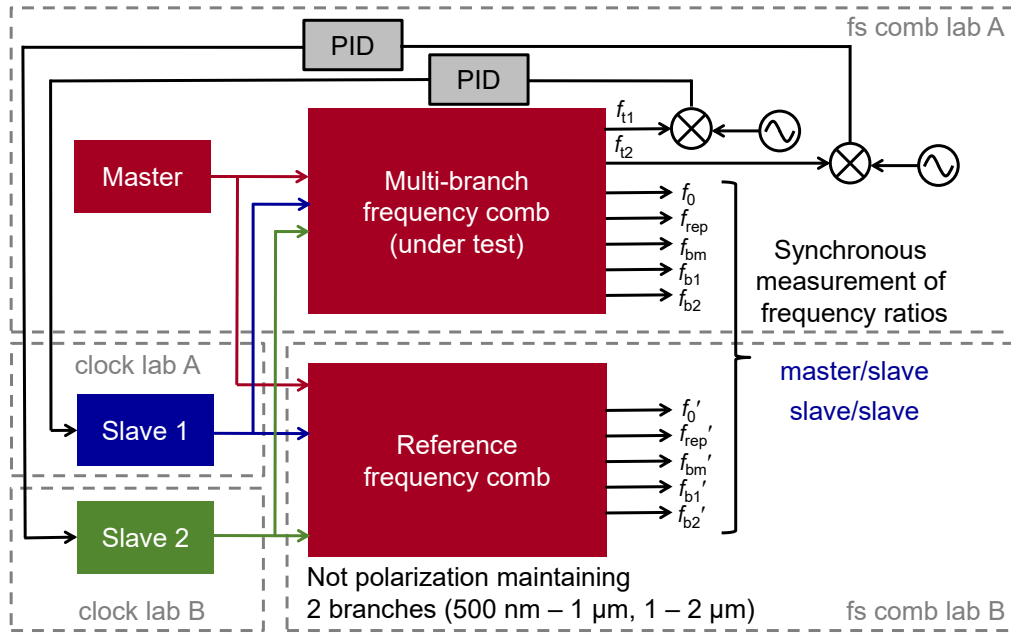 fs comb lab A
PID
PID
f_t1
f_t2
Master
Multi-branch
frequency comb
(under test)
f_0
f_rep
f_bm
f_b1
f_b2
Synchronous
measurement of
frequency ratios
master/slave
slave/slave
clock lab A
Slave 1
Reference
frequency comb
f_0′
f_rep′
f_bm′
f_b1′
f_b2′
Slave 2
clock lab B
Not polarization maintaining
2 branches (500 nm – 1 µm, 1 – 2 µm)
fs comb lab B